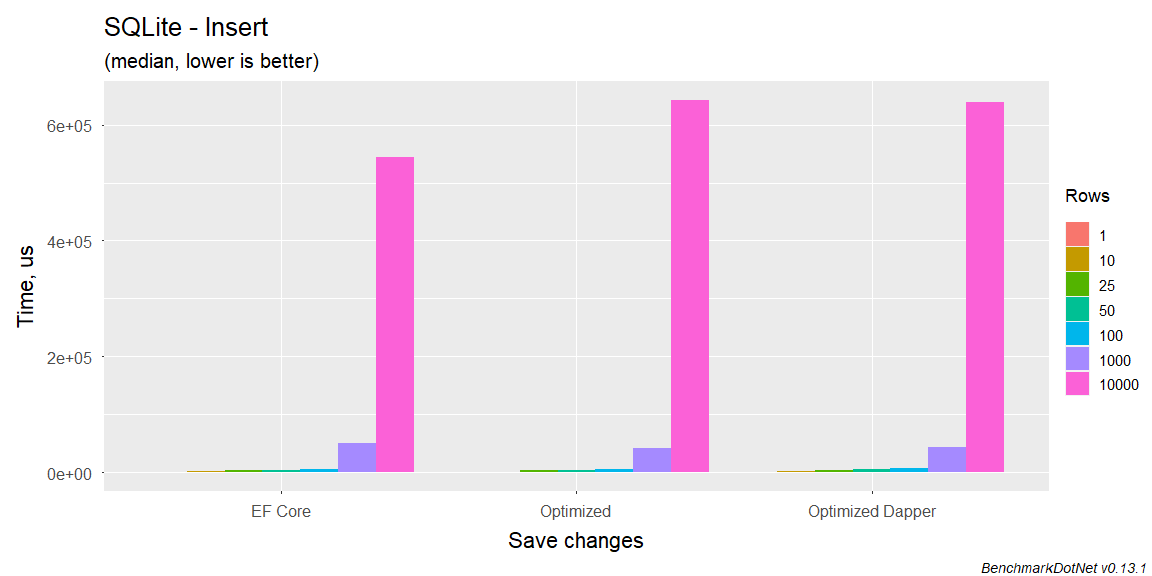 SQLite - Insert
(median, lower is better)
Time, us
6e+05
4e+05
2e+05
0e+00
EF Core
Optimized
Optimized Dapper
Save changes
Rows
1
10
25
50
100
1000
10000
BenchmarkDotNet v0.13.1